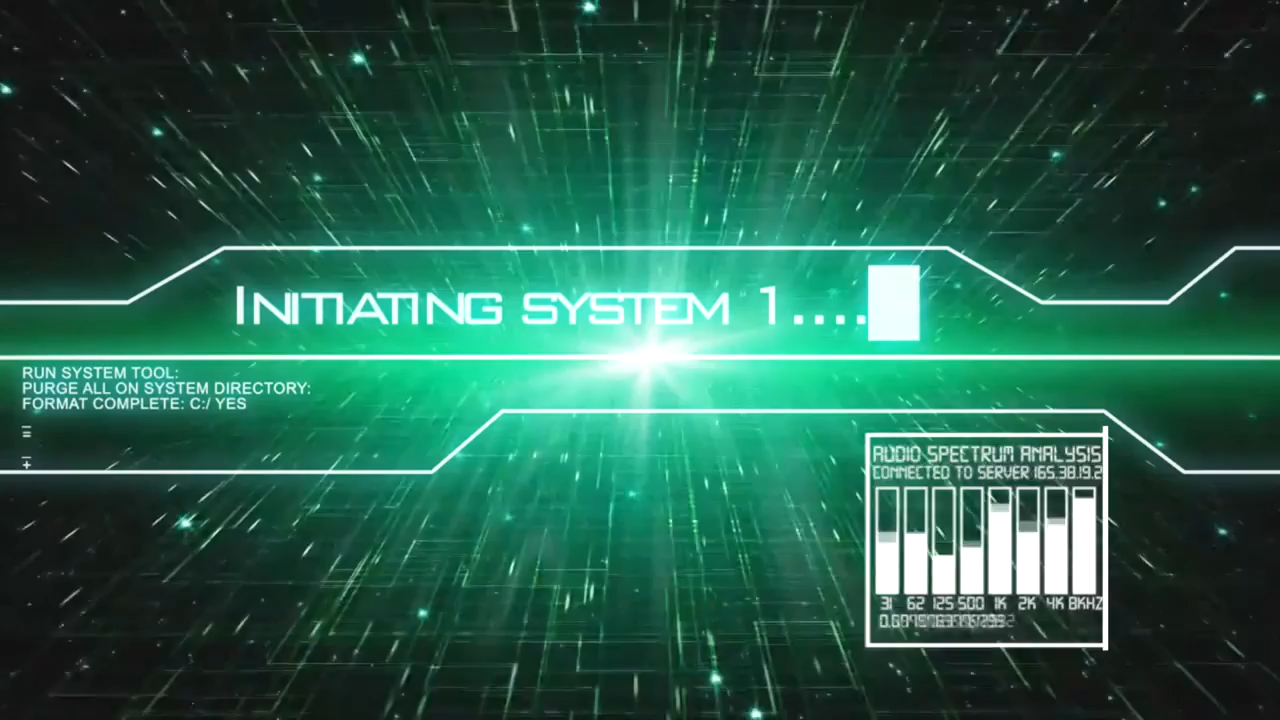 INITIATING SYSTEM 1....
RUN SYSTEM TOOL:
PURGE ALL ON SYSTEM DIRECTORY:
FORMAT COMPLETE: C:/ YES
AUDIO SPECTRUM ANALYSIS
CONNECTED TO SERVER 165.38.19.2
31 62 125 500 1K 2K 4K 8KHZ